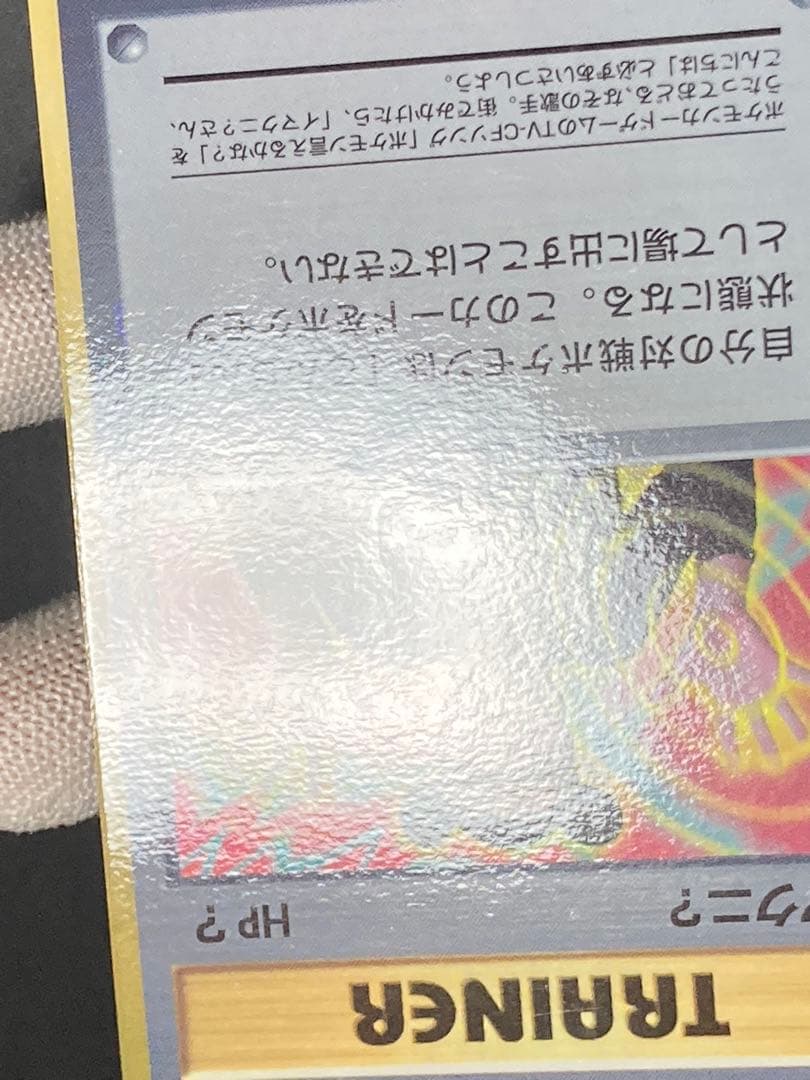 TRAINER
クニ?
HP ?
自分の対戦ポケモンは
状態になる。このカードをポケモン
として場に出すことはできない。
ポケモンカードゲームのTV-CFソング「ポケモン言えるかな?」を
うたっておどる、なぞの歌手。街でみかけたら、「イマクニ?さん、
こんにちは」と必ずあいさつしよう。